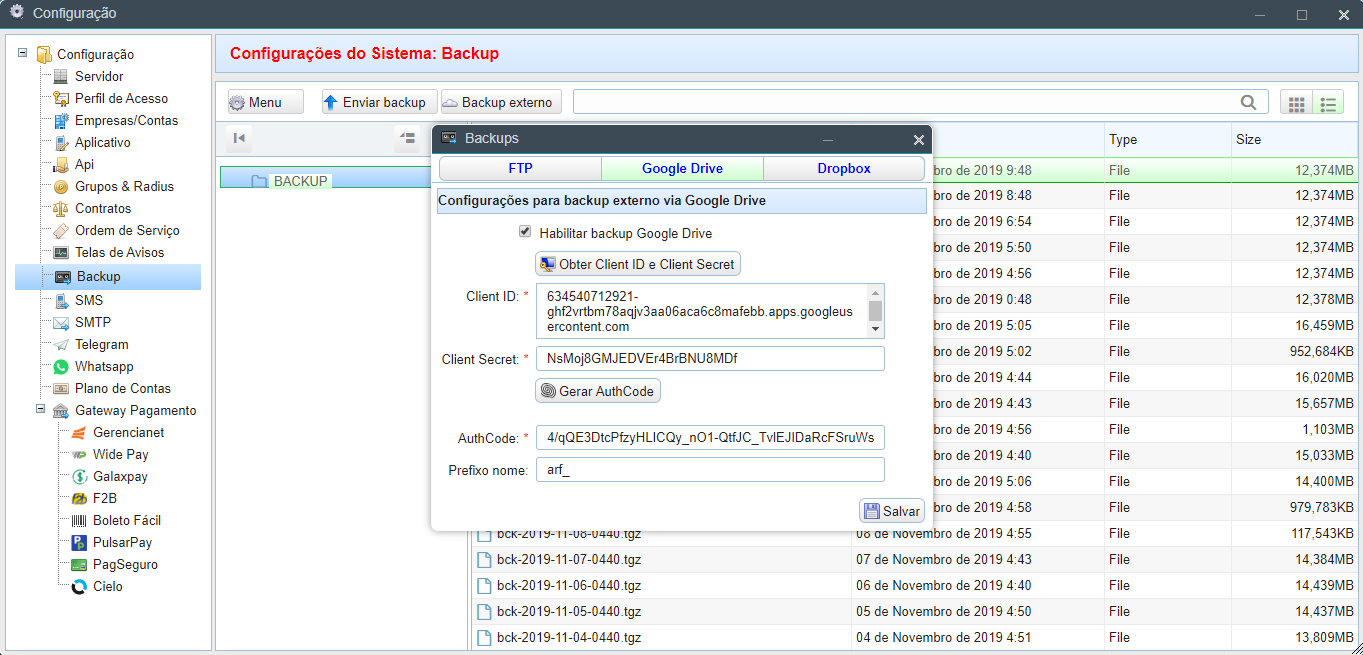 Configuração
Configuração
Servidor
Perfil de Acesso
Empresas/Contas
Aplicativo
Api
Grupos & Radius
Contratos
Ordem de Serviço
Telas de Avisos
Backup
SMS
SMTP
Telegram
Whatsapp
Plano de Contas
Gateway Pagamento
Gerencianet
Wide Pay
Galaxpay
F2B
Boleto Fácil
PulsarPay
PagSeguro
Cielo
Configurações do Sistema: Backup
Menu Enviar backup Backup externo
BACKUP
Backups
FTP Google Drive Dropbox
Configurações para backup externo via Google Drive
Habilitar backup Google Drive
Obter Client ID e Client Secret
Client ID: * 634540712921-
ghf2vrtbm78aqjv3aa06aca6c8mafebb.apps.googleus
ercontent.com
Client Secret: * NsMoj8GMJEDVEr4BrBNU8MDf
Gerar AuthCode
AuthCode: * 4/qQE3DtcPfzyHLICQy_nO1-QtfJC_TvIEJIDaRcFSruWs
Prefixo nome: arf_
Salvar
Type Size
bro de 2019 9:48 File 12,374MB
bro de 2019 8:48 File 12,374MB
bro de 2019 6:54 File 12,374MB
bro de 2019 5:50 File 12,374MB
bro de 2019 4:56 File 12,374MB
bro de 2019 0:48 File 12,378MB
bro de 2019 5:05 File 16,459MB
bro de 2019 5:02 File 952,684KB
bro de 2019 4:44 File 16,020MB
bro de 2019 4:43 File 15,657MB
bro de 2019 4:56 File 1,103MB
bro de 2019 4:40 File 15,033MB
bro de 2019 5:06 File 14,400MB
bro de 2019 4:58 File 979,783KB
bck-2019-11-08-0440.tgz 08 de Novembro de 2019 4:55 File 117,543KB
bck-2019-11-07-0440.tgz 07 de Novembro de 2019 4:43 File 14,384MB
bck-2019-11-06-0440.tgz 06 de Novembro de 2019 4:40 File 14,439MB
bck-2019-11-05-0440.tgz 05 de Novembro de 2019 4:50 File 14,437MB
bck-2019-11-04-0440.tgz 04 de Novembro de 2019 4:51 File 13,809MB